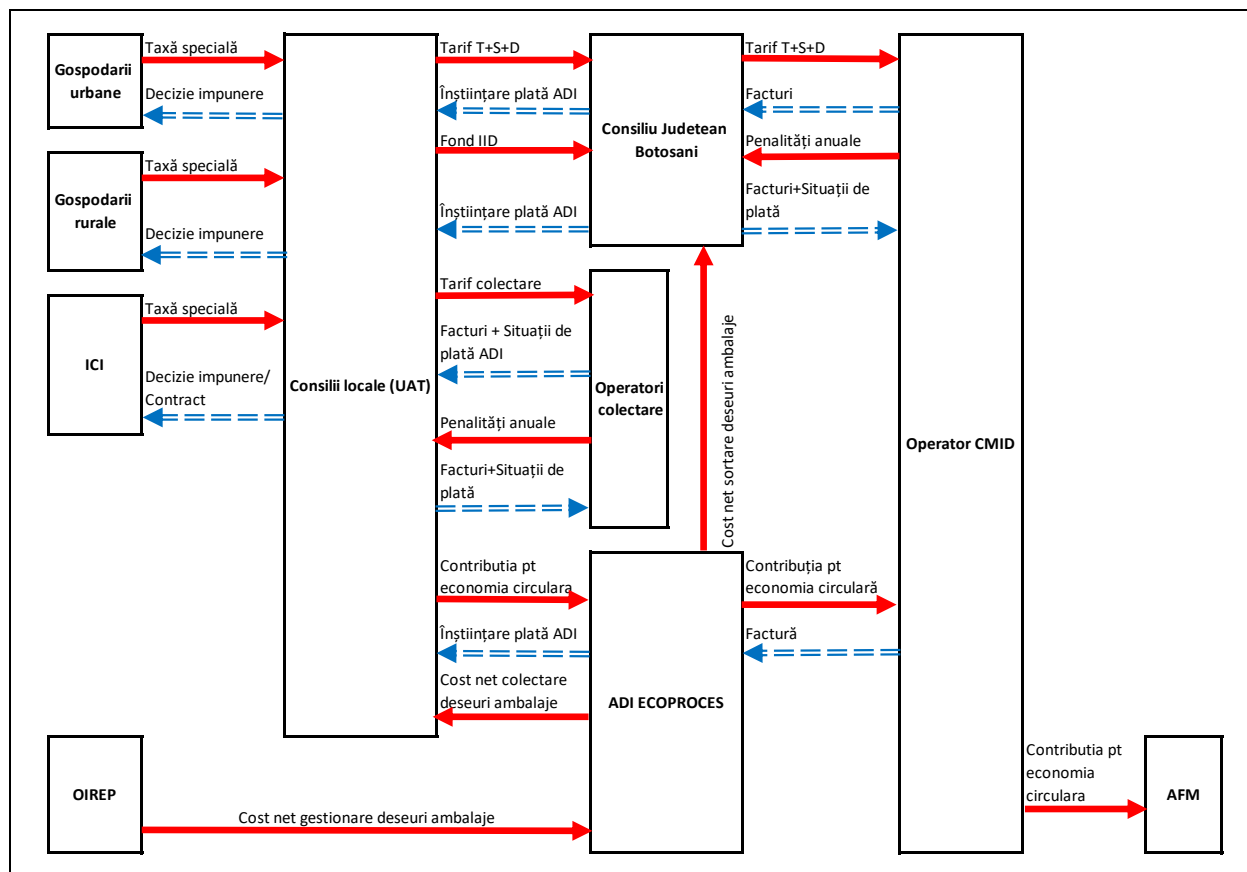 Taxă specială
Gospodarii
urbane
Decizie impunere
Taxă specială
Gospodarii
rurale
Decizie impunere
Taxă specială
ICI
Decizie impunere/
Contract
Consilii locale (UAT)
Tarif T+S+D
Înștiințare plată ADI
Fond IID
Înștiințare plată ADI
Consiliu Judetean
Botosani
Tarif T+S+D
Facturi
Penalități anuale
Facturi+Situații de
plată
Tarif colectare
Facturi + Situații de
plată ADI
Penalități anuale
Facturi+Situații de
plată
Operatori
colectare
Cost net sortare deseuri ambalaje
Operator CMID
Contributia pt
economia circulara
Înștiințare plată ADI
Cost net colectare
deseuri ambalaje
ADI ECOPROCES
Contribuția pt
economia circulară
Factură
OIREP
Cost net gestionare deseuri ambalaje
Contributia pt
economia
circulara
AFM